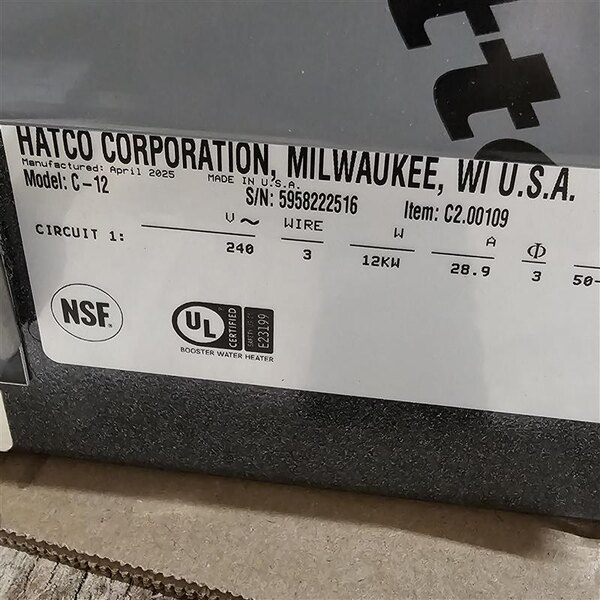 HATCO CORPORATION, MILWAUKEE, WI U.S.A.
Manufactured: April 2025 MADE IN U.S.A.
Model: C-12 S/N: 5958222516 Item: C2.00109
V~ WIRE W A Φ
CIRCUIT 1: 240 3 12KW 28.9 3 50-
NSF.
UL CERTIFIED E23199
BOOSTER WATER HEATER